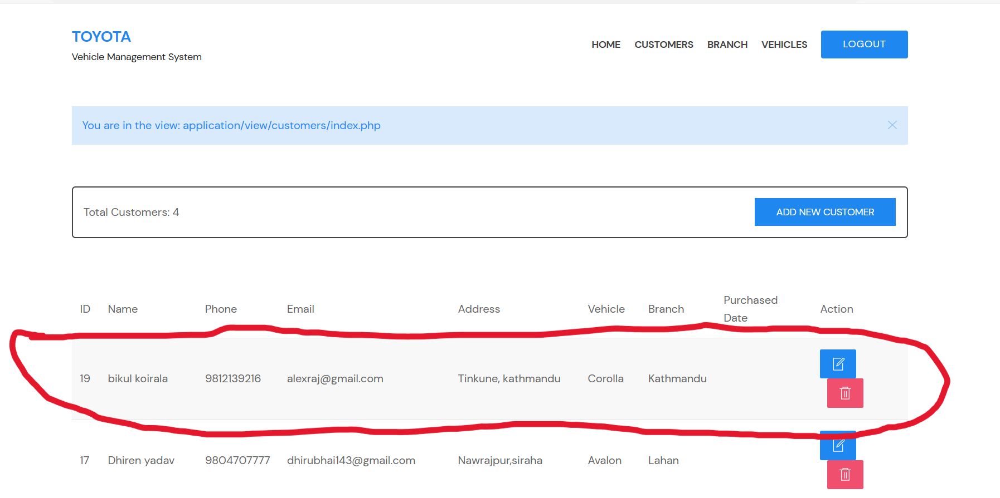 TOYOTA
Vehicle Management System
HOME CUSTOMERS BRANCH VEHICLES LOGOUT
You are in the view: application/view/customers/index.php
Total Customers: 4 ADD NEW CUSTOMER
ID Name Phone Email Address Vehicle Branch Purchased Date Action
19 bikul koirala 9812139216 alexraj@gmail.com Tinkune, kathmandu Corolla Kathmandu
17 Dhiren yadav 9804707777 dhirubhai143@gmail.com Nawrajpur,siraha Avalon Lahan